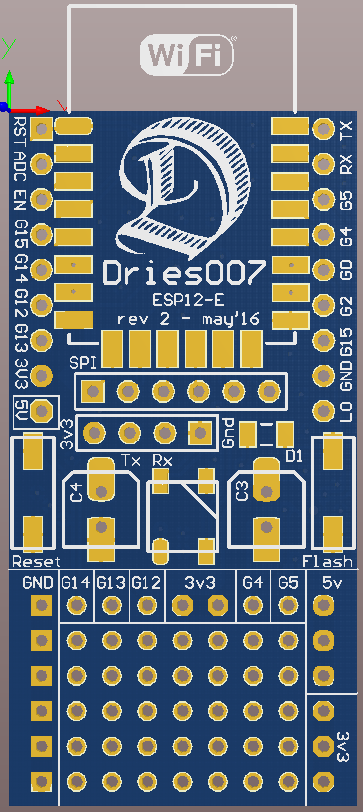 WiFi
Y
X
RST
ADC
EN
G15
G14
G12
G13
3V3
5V
TX
RX
G5
G4
G0
G2
G15
GND
LO
D
Dries007
ESP12-E
rev 2 - may'16
SPI
3v3
Tx Rx
Gnd
D1
C4
C3
Reset
Flash
GND G14 G13 G12 3v3 G4 G5 5v
3v3